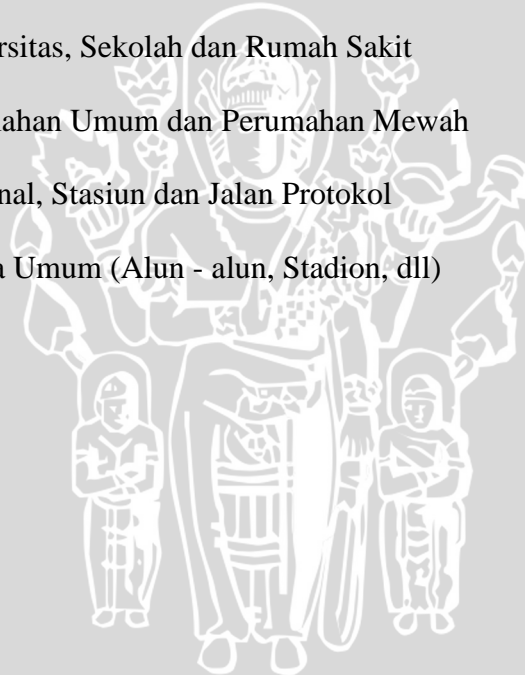 rsitas, Sekolah dan Rumah Sakit
ahan Umum dan Perumahan Mewah
nal, Stasiun dan Jalan Protokol
a Umum (Alun - alun, Stadion, dll)